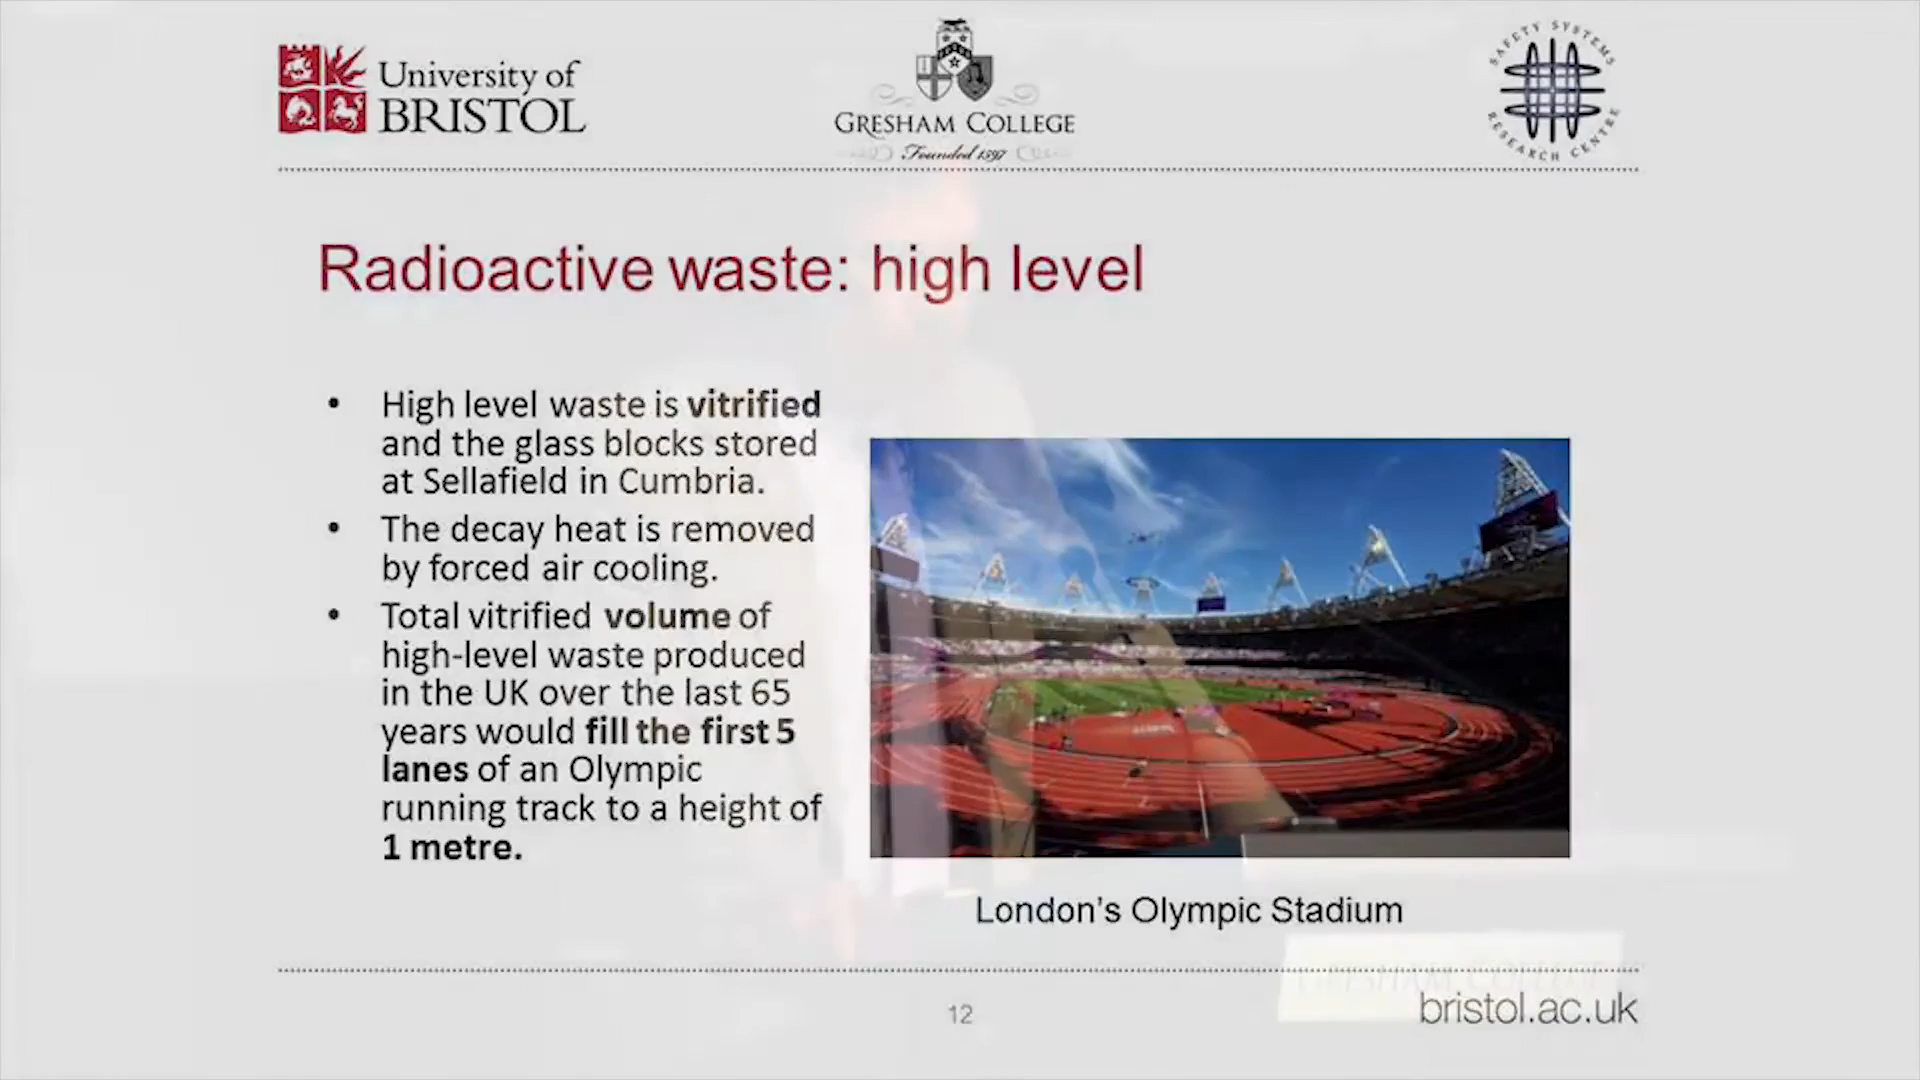 University of
BRISTOL
GRESHAM COLLEGE
Founded 1597
SAFETY SYSTEMS
RESEARCH CENTRE
Radioactive waste: high level
• High level waste is vitrified
and the glass blocks stored
at Sellafield in Cumbria.
• The decay heat is removed
by forced air cooling.
• Total vitrified volume of
high-level waste produced
in the UK over the last 65
years would fill the first 5
lanes of an Olympic
running track to a height of
1 metre.
London's Olympic Stadium
GRESHAM COLLEGE
12
bristol.ac.uk